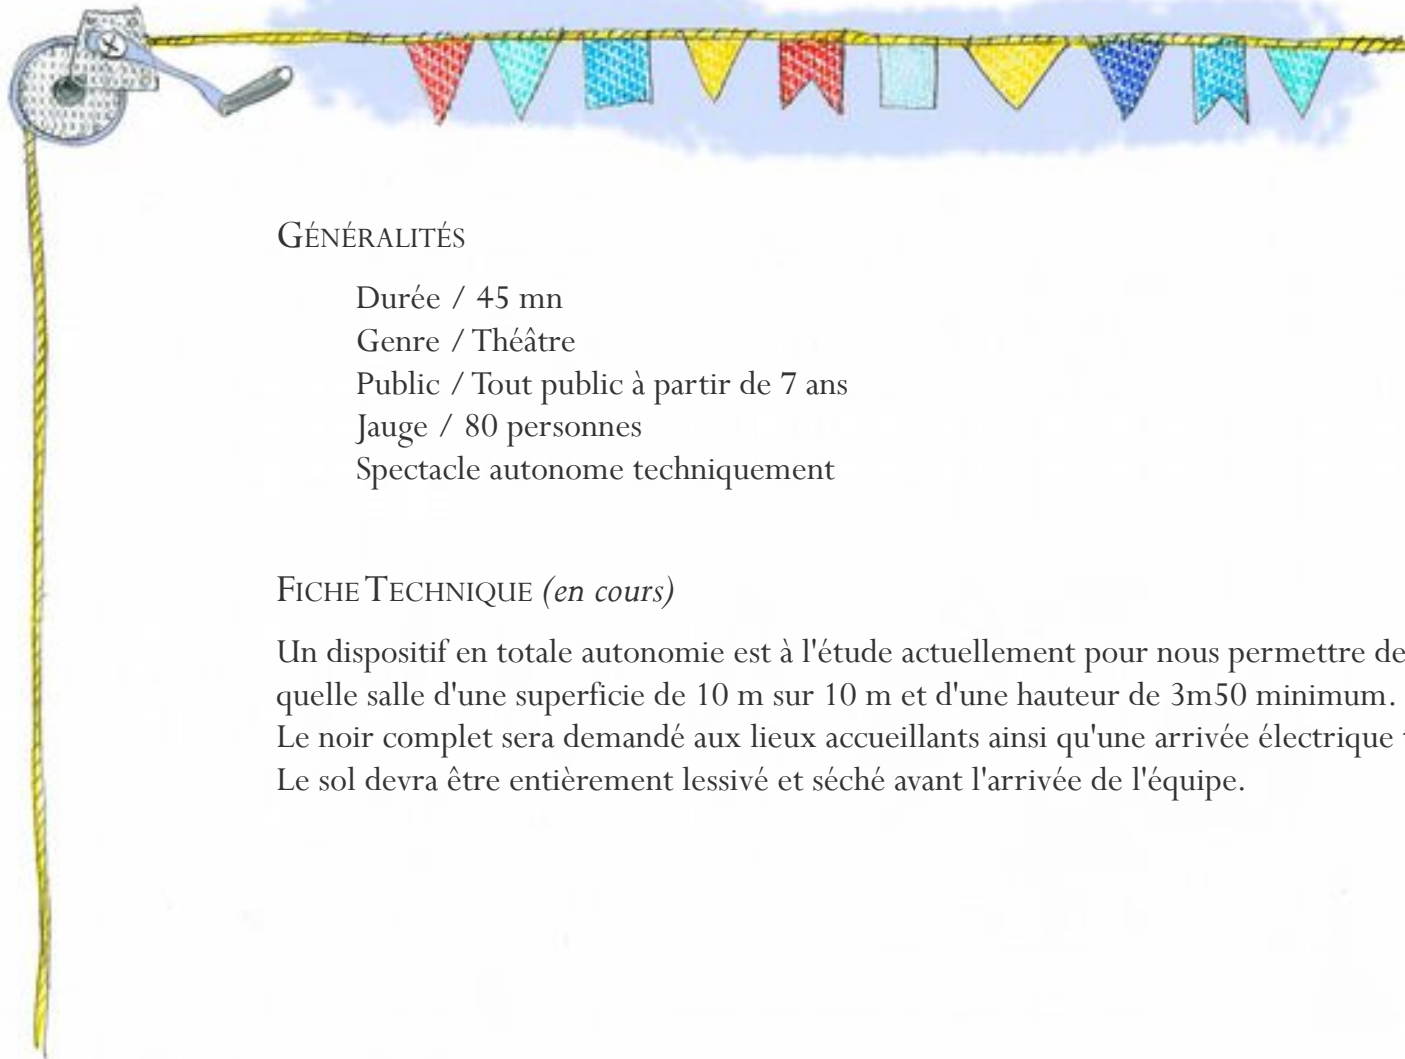 GÉNÉRALITÉS
Durée / 45 mn
Genre / Théâtre
Public / Tout public à partir de 7 ans
Jauge / 80 personnes
Spectacle autonome techniquement
FICHE TECHNIQUE (en cours)
Un dispositif en totale autonomie est à l'étude actuellement pour nous permettre de
quelle salle d'une superficie de 10 m sur 10 m et d'une hauteur de 3m50 minimum.
Le noir complet sera demandé aux lieux accueillants ainsi qu'une arrivée électrique
Le sol devra être entièrement lessivé et séché avant l'arrivée de l'équipe.